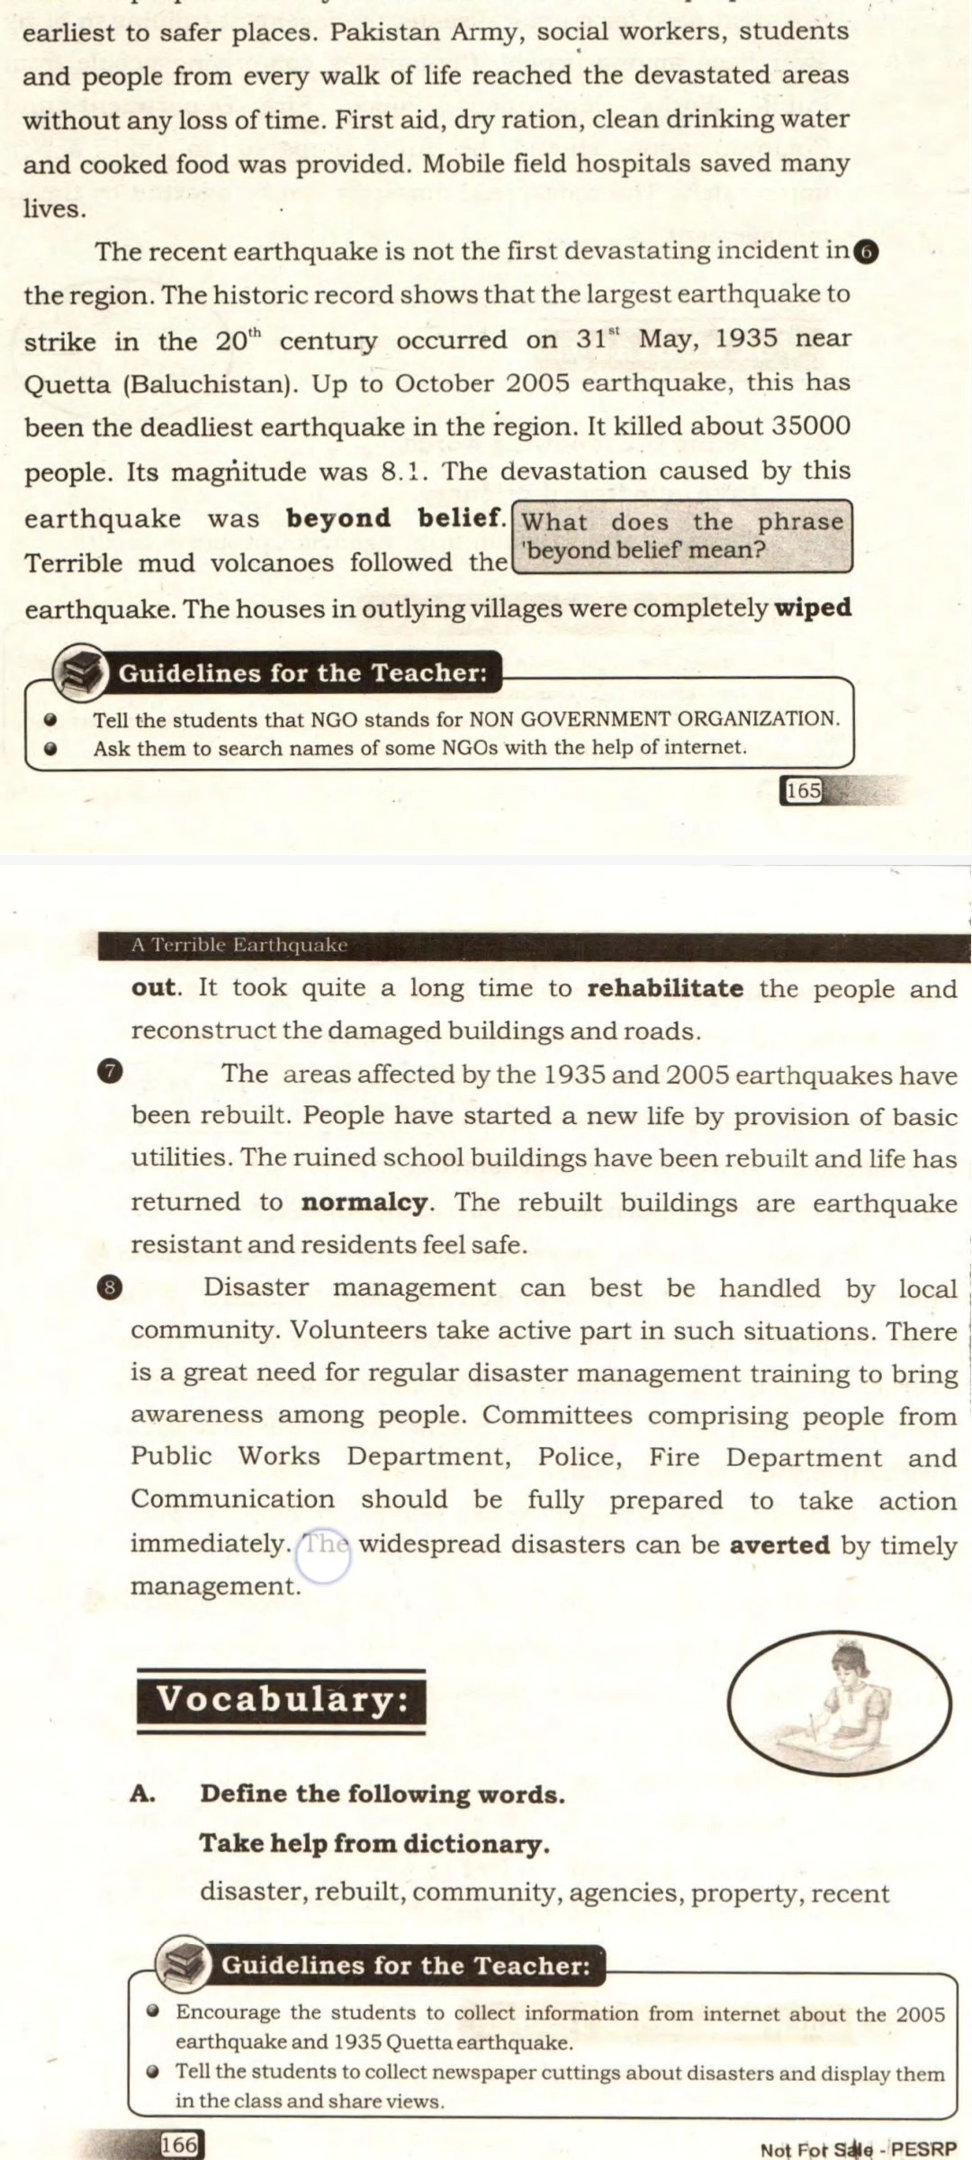 earliest to safer places. Pakistan Army, social workers, students
and people from every walk of life reached the devastated areas
without any loss of time. First aid, dry ration, clean drinking water
and cooked food was provided. Mobile field hospitals saved many
lives.
The recent earthquake is not the first devastating incident in 6
the region. The historic record shows that the largest earthquake to
strike in the 20th century occurred on 31st May, 1935 near
Quetta (Baluchistan). Up to October 2005 earthquake, this has
been the deadliest earthquake in the region. It killed about 35000
people. Its magnitude was 8.1. The devastation caused by this
earthquake was beyond belief.
Terrible mud volcanoes followed the
What does the phrase
'beyond belief' mean?
earthquake. The houses in outlying villages were completely wiped
Guidelines for the Teacher:
Tell the students that NGO stands for NON GOVERNMENT ORGANIZATION.
Ask them to search names of some NGOs with the help of internet.
165
A Terrible Earthquake
out. It took quite a long time to rehabilitate the people and
reconstruct the damaged buildings and roads.
7 The areas affected by the 1935 and 2005 earthquakes have
been rebuilt. People have started a new life by provision of basic
utilities. The ruined school buildings have been rebuilt and life has
returned to normalcy. The rebuilt buildings are earthquake
resistant and residents feel safe.
8 Disaster management can best be handled by local
community. Volunteers take active part in such situations. There
is a great need for regular disaster management training to bring
awareness among people. Committees comprising people from
Public Works Department, Police, Fire Department and
Communication should be fully prepared to take action
immediately. The widespread disasters can be averted by timely
management.
Vocabulary:
A. Define the following words.
Take help from dictionary.
disaster, rebuilt, community, agencies, property, recent
Guidelines for the Teacher:
Encourage the students to collect information from internet about the 2005
earthquake and 1935 Quetta earthquake.
Tell the students to collect newspaper cuttings about disasters and display them
in the class and share views.
166
Not For Sale - PESRP